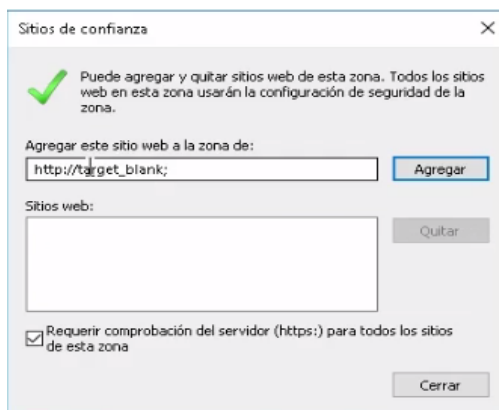 Sitios de confianza
Puede agregar y quitar sitios web de esta zona. Todos los sitios
web en esta zona usarán la configuración de seguridad de la
zona.
Agregar este sitio web a la zona de:
http://target_blank;
Agregar
Sitios web:
Quitar
Requerir comprobación del servidor (https:) para todos los sitios
de esta zona
Cerrar